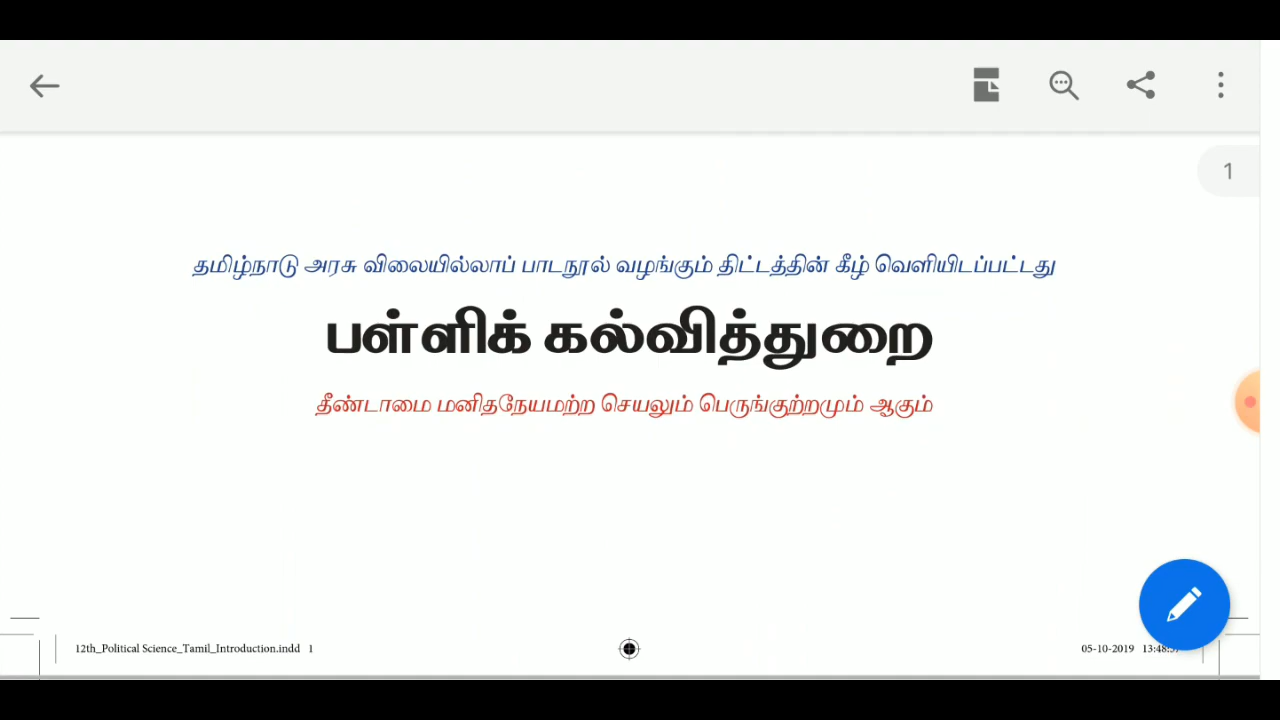 1
தமிழ்நாடு அரசு விலையில்லாப் பாடநூல் வழங்கும் திட்டத்தின் கீழ் வெளியிடப்பட்டது
பள்ளிக் கல்வித்துறை
தீண்டாமை மனிதநேயமற்ற செயலும் பெருங்குற்றமும் ஆகும்
12th_Political Science_Tamil_Introduction.indd 1
05-10-2019